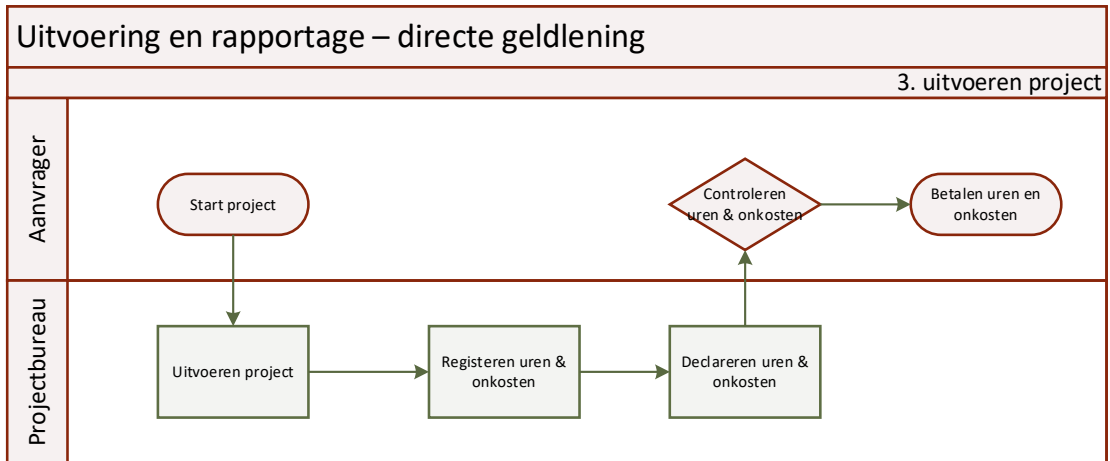 Uitvoering en rapportage – directe geldlening
3. uitvoeren project
Aanvrager
Start project
Controleren
uren & onkosten
Betalen uren en
onkosten
Projectbureau
Uitvoeren project
Registeren uren &
onkosten
Declareren uren &
onkosten